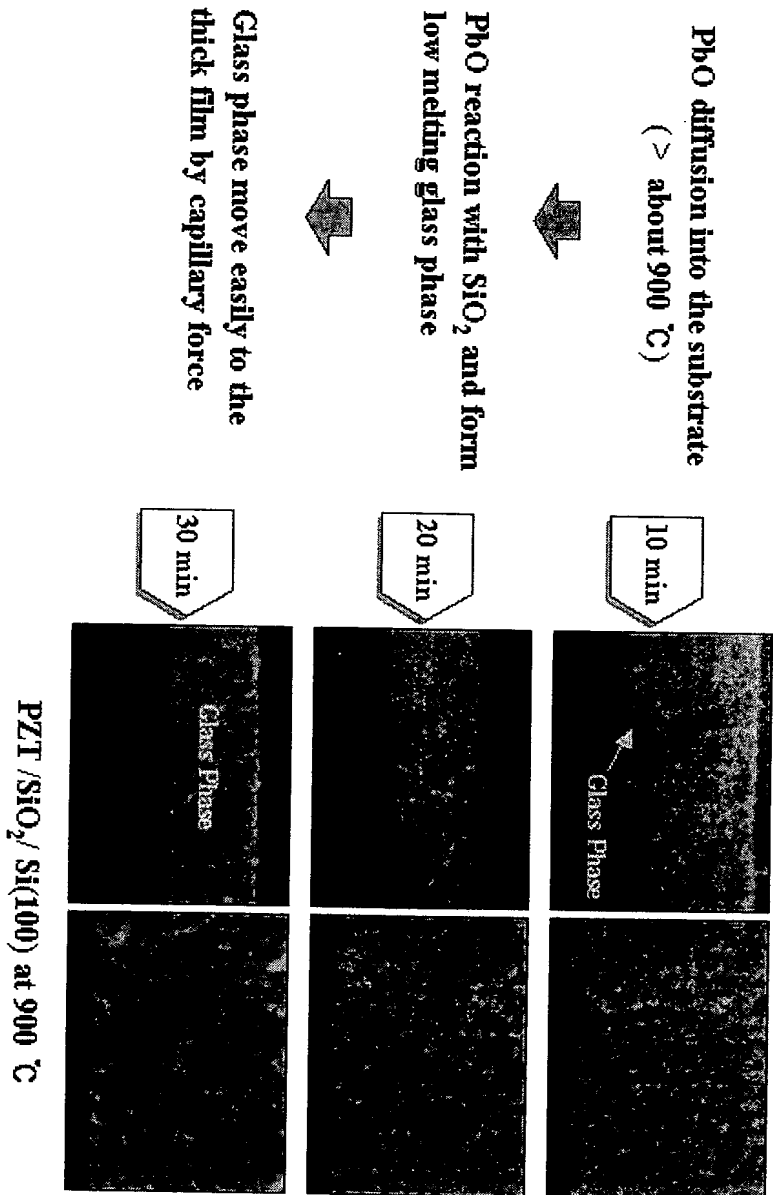 PbO diffusion into the substrate
( > about 900 ℃)
PbO reaction with SiO₂ and form
low melting glass phase
Glass phase move easily to the
thick film by capillary force
10 min
20 min
30 min
Glass Phase
Glass Phase
PZT /SiO₂/ Si(100) at 900 ℃